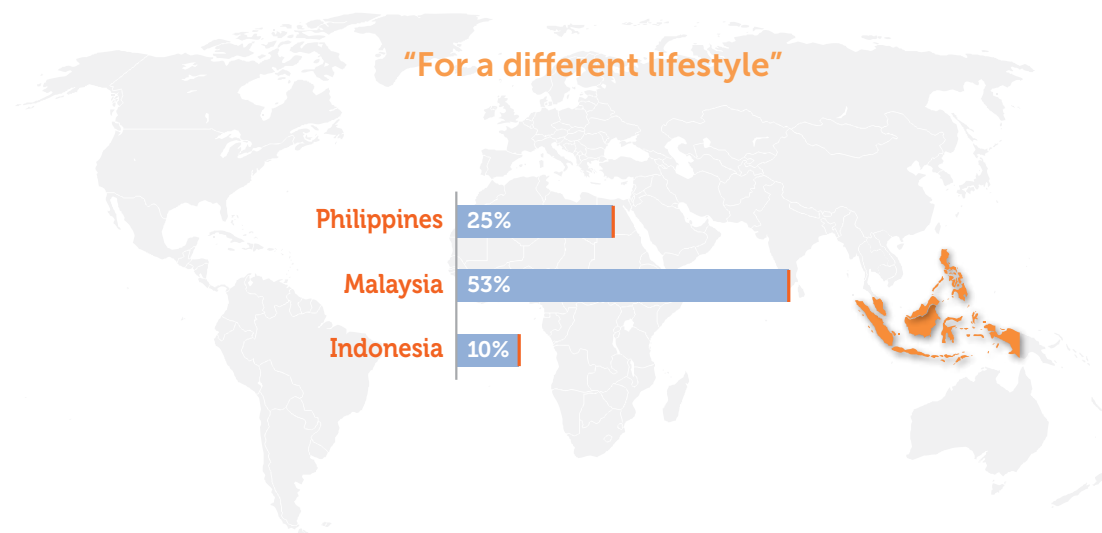 “For a different lifestyle”
Philippines 25%
Malaysia 53%
Indonesia 10%